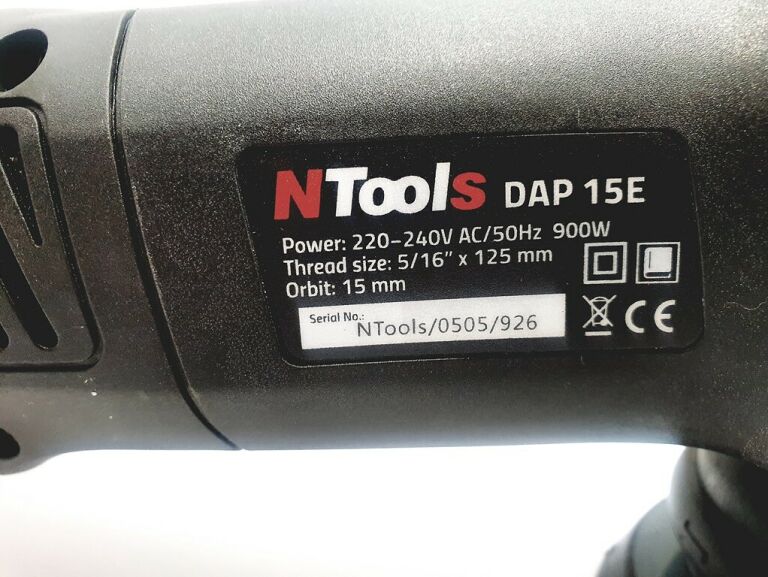 NTools DAP 15E
Power: 220-240V AC/50Hz 900W
Thread size: 5/16" x 125 mm
Orbit: 15 mm
Serial No.: NTools/0505/926
CE